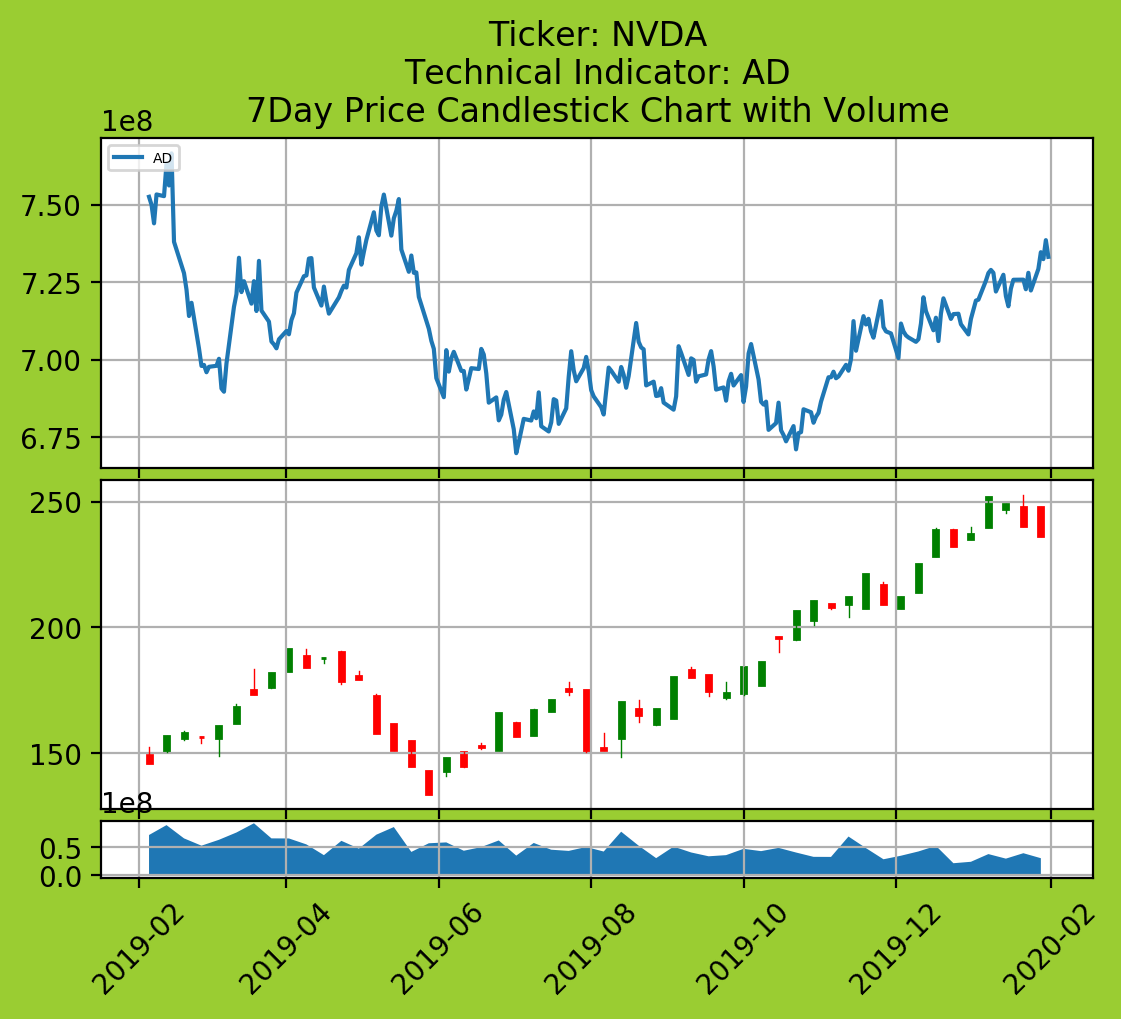 Ticker: NVDA
Technical Indicator: AD
7Day Price Candlestick Chart with Volume
1e8
AD
7.50
7.25
7.00
6.75
250
200
150
1e8
0.5
0.0
2019-02
2019-04
2019-06
2019-08
2019-10
2019-12
2020-02